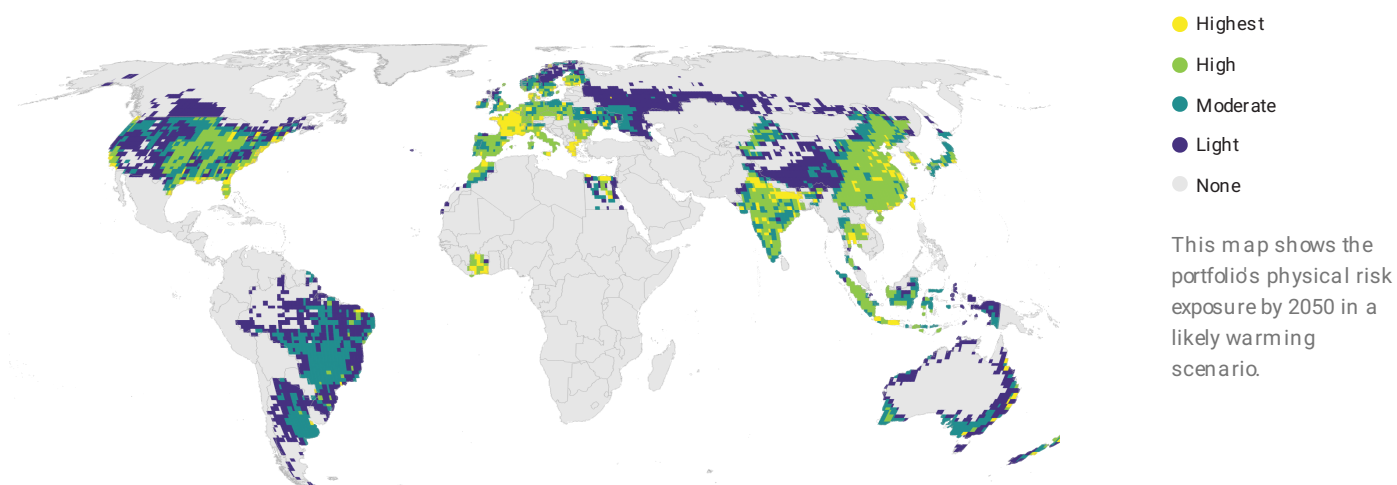 Highest
High
Moderate
Light
None
This map shows the
portfolio's physical risk
exposure by 2050 in a
likely warming
scenario.